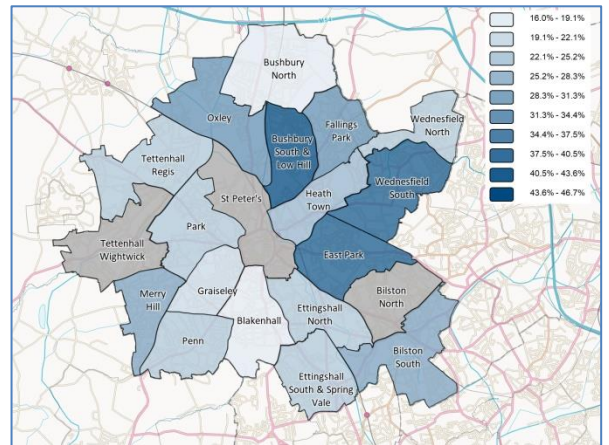 16.0% - 19.1%
19.1% - 22.1%
22.1% - 25.2%
25.2% - 28.3%
28.3% - 31.3%
31.3% - 34.4%
34.4% - 37.5%
37.5% - 40.5%
40.5% - 43.6%
43.6% - 46.7%
Bushbury
North
Oxley
Bushbury
South &
Low Hill
Fallings
Park
Wednesfield
North
Tettenhall
Regis
St Peter's
Heath
Town
Wednesfield
South
Park
Tettenhall
Wightwick
East Park
Merry
Hill
Graiseley
Bilston
North
Blakenhall
Ettingshall
North
Penn
Bilston
South
Ettingshall
South & Spring
Vale